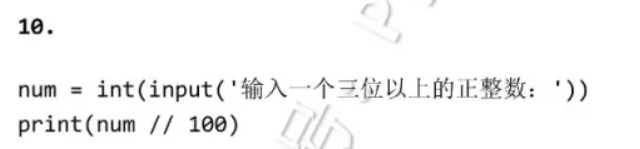 10.
num = int(input('输入一个三位以上的正整数：'))
print(num // 100)